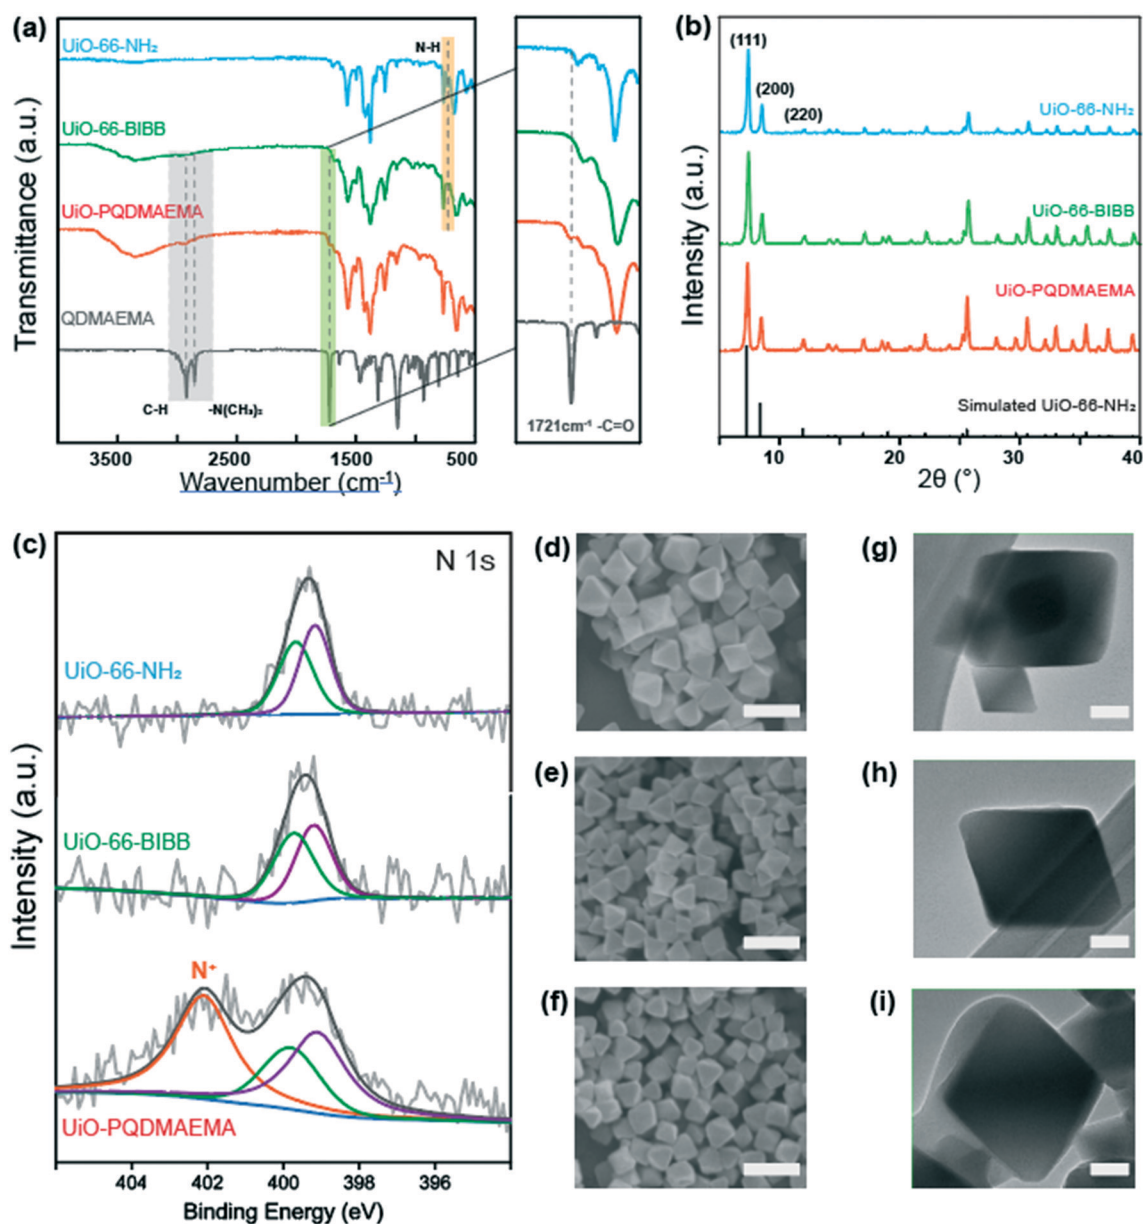 (a)
UiO-66-NH₂
N-H
UiO-66-BIBB
UiO-PQDMAEMA
QDMAEMA
C-H
-N(CH₃)₂
1721cm⁻¹ -C=O
Transmittance (a.u.)
3500 2500 1500 500
Wavenumber (cm⁻¹)
(b)
(111)
(200)
(220)
UiO-66-NH₂
UiO-66-BIBB
UiO-PQDMAEMA
Simulated UiO-66-NH₂
Intensity (a.u.)
10 20 30 40
2θ (°)
(c)
N 1s
UiO-66-NH₂
UiO-66-BIBB
N⁺
UiO-PQDMAEMA
Intensity (a.u.)
404 402 400 398 396
Binding Energy (eV)
(d)
(g)
(e)
(h)
(f)
(i)